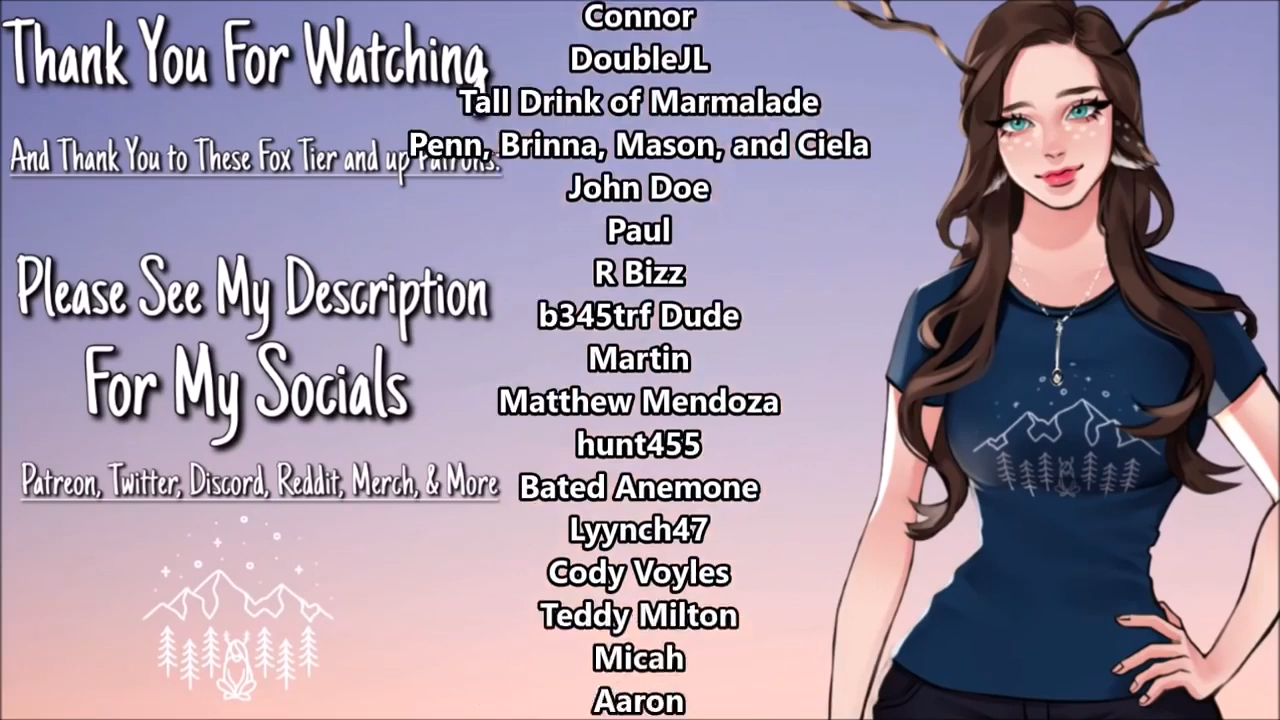 Thank You For Watching
And Thank You to These Fox Tier and up Patrons:
Please See My Description
For My Socials
Patreon, Twitter, Discord, Reddit, Merch, & More
Connor
DoubleJL
Tall Drink of Marmalade
Penn, Brinna, Mason, and Ciela
John Doe
Paul
R Bizz
b345trf Dude
Martin
Matthew Mendoza
hunt455
Bated Anemone
Lyynch47
Cody Voyles
Teddy Milton
Micah
Aaron